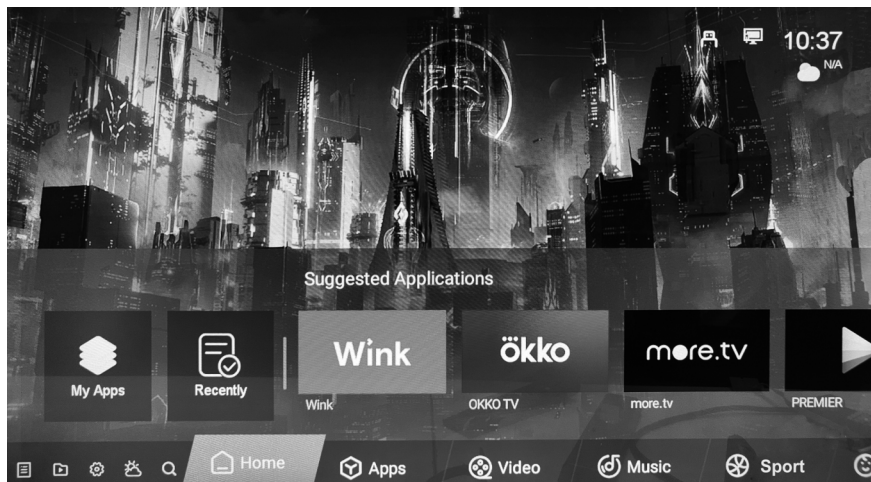 10:37
N/A
Suggested Applications
My Apps
Recently
Wink
Wink
ökko
OKKO TV
more.tv
more.tv
PREMIER
Home
Apps
Video
Music
Sport